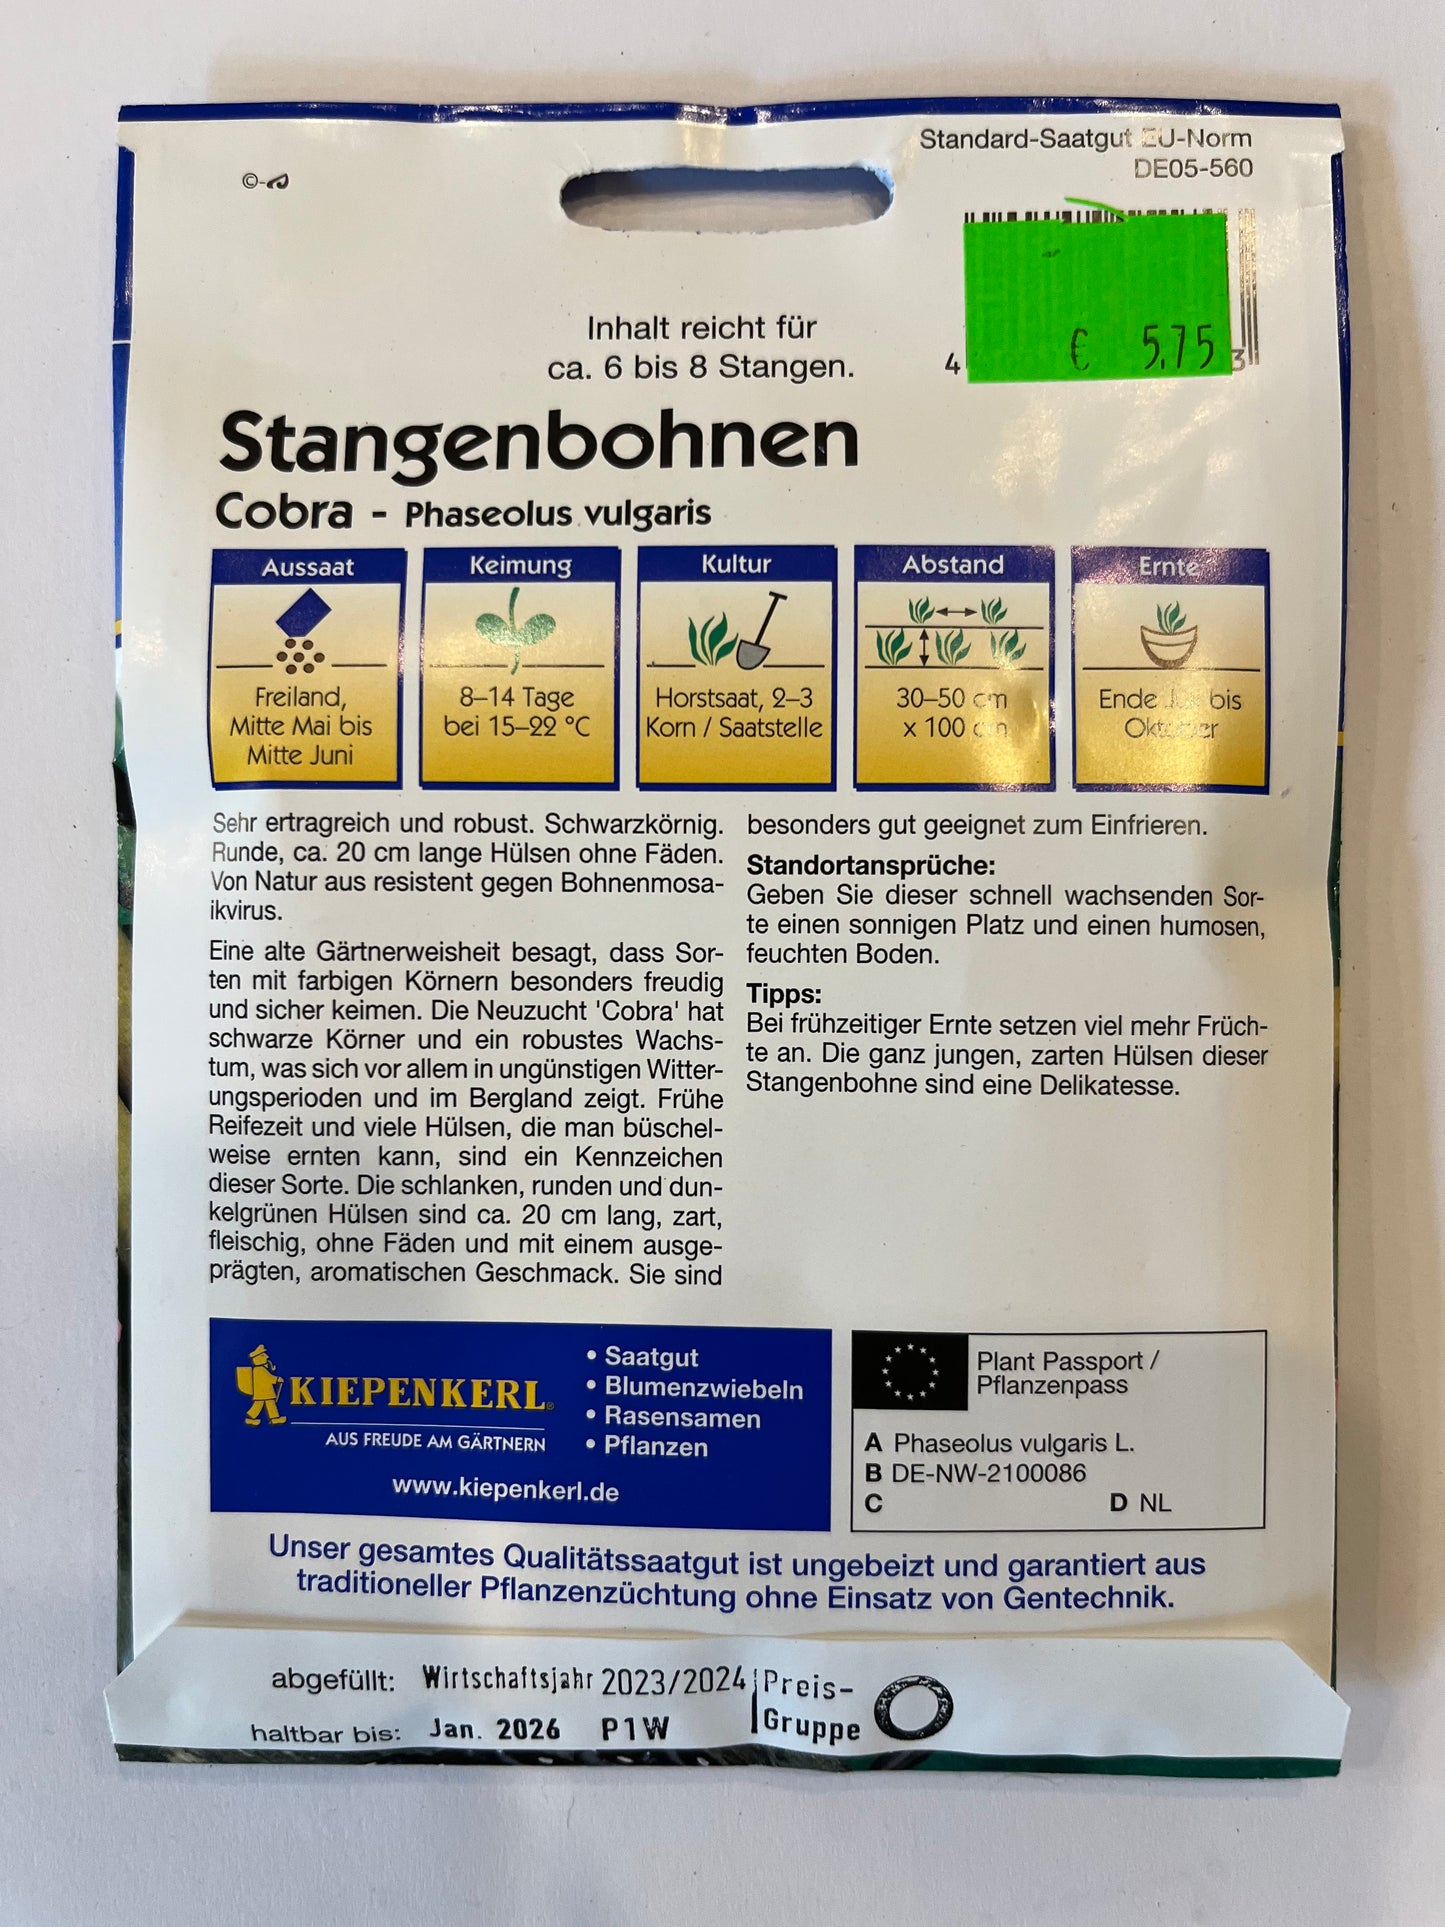 Standard-Saatgut EU-Norm
DE05-560
©
€ 5,75
4
3
Inhalt reicht für
ca. 6 bis 8 Stangen.
Stangenbohnen
Cobra - Phaseolus vulgaris
Aussaat
Freiland,
Mitte Mai bis
Mitte Juni
Keimung
8–14 Tage
bei 15–22 °C
Kultur
Horstsaat, 2–3
Korn / Saatstelle
Abstand
30–50 cm
x 100 cm
Ernte
Ende bis
Oktober
Sehr ertragreich und robust. Schwarzkörnig.
Runde, ca. 20 cm lange Hülsen ohne Fäden.
Von Natur aus resistent gegen Bohnenmosa-
ikvirus.
Eine alte Gärtnerweisheit besagt, dass Sor-
ten mit farbigen Körnern besonders freudig
und sicher keimen. Die Neuzucht 'Cobra' hat
schwarze Körner und ein robustes Wachs-
tum, was sich vor allem in ungünstigen Witter-
ungsperioden und im Bergland zeigt. Frühe
Reifezeit und viele Hülsen, die man büschel-
weise ernten kann, sind ein Kennzeichen
dieser Sorte. Die schlanken, runden und dun-
kelgrünen Hülsen sind ca. 20 cm lang, zart,
fleischig, ohne Fäden und mit einem ausge-
prägten, aromatischen Geschmack. Sie sind
besonders gut geeignet zum Einfrieren.
Standortansprüche:
Geben Sie dieser schnell wachsenden Sor-
te einen sonnigen Platz und einen humosen,
feuchten Boden.
Tipps:
Bei frühzeitiger Ernte setzen viel mehr Früch-
te an. Die ganz jungen, zarten Hülsen dieser
Stangenbohne sind eine Delikatesse.
KIEPENKERL®
AUS FREUDE AM GÄRTNERN
• Saatgut
• Blumenzwiebeln
• Rasensamen
• Pflanzen
www.kiepenkerl.de
Plant Passport /
Pflanzenpass
A Phaseolus vulgaris L.
B DE-NW-2100086
C D NL
Unser gesamtes Qualitätssaatgut ist ungebeizt und garantiert aus
traditioneller Pflanzenzüchtung ohne Einsatz von Gentechnik.
abgefüllt: Wirtschaftsjahr 2023/2024
haltbar bis: Jan. 2026 P1W
Preis-
Gruppe